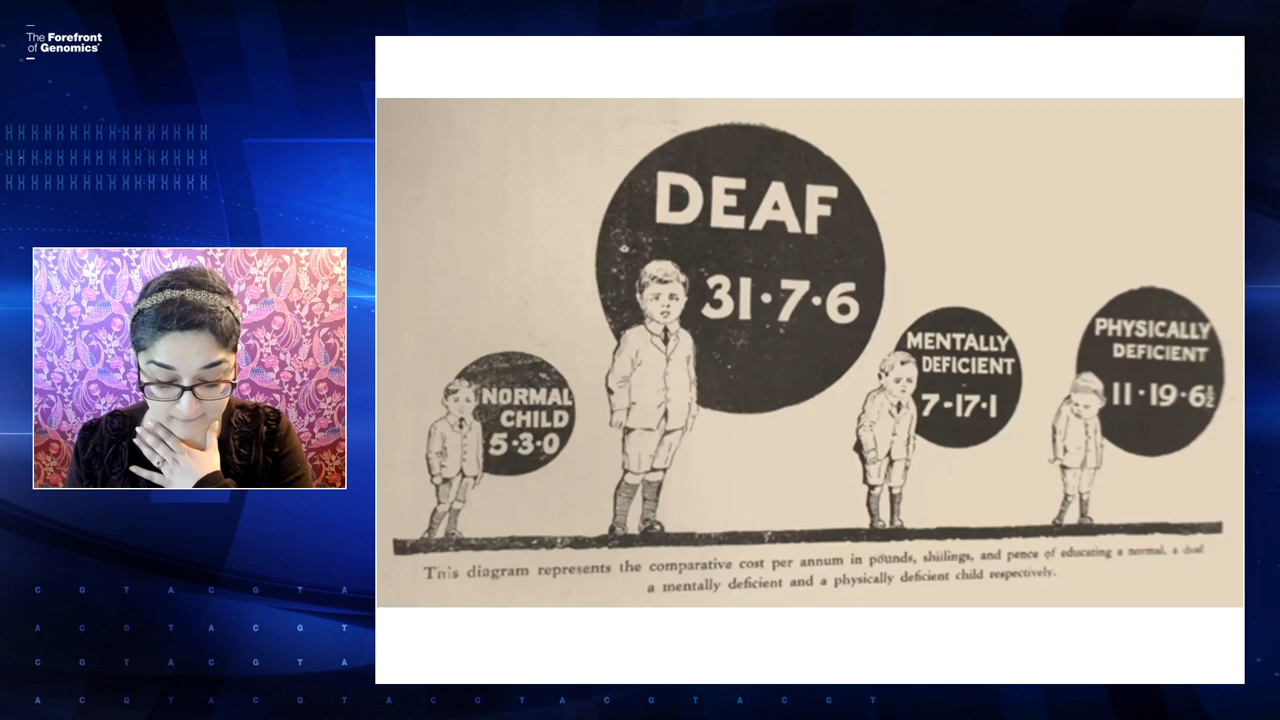 The Forefront
of Genomics®
DEAF
31·7·6
NORMAL
CHILD
5·3·0
MENTALLY
DEFICIENT
7-17·1
PHYSICALLY
DEFICIENT
11·19·6½
This diagram represents the comparative cost per annum in pounds, shillings, and pence of educating a normal, a deaf
a mentally deficient and a physically deficient child respectively.
C G T A C G T A
A C G T A C G T
C G T A C G T A
A C G T A C G T A C G T A C G T A C G T